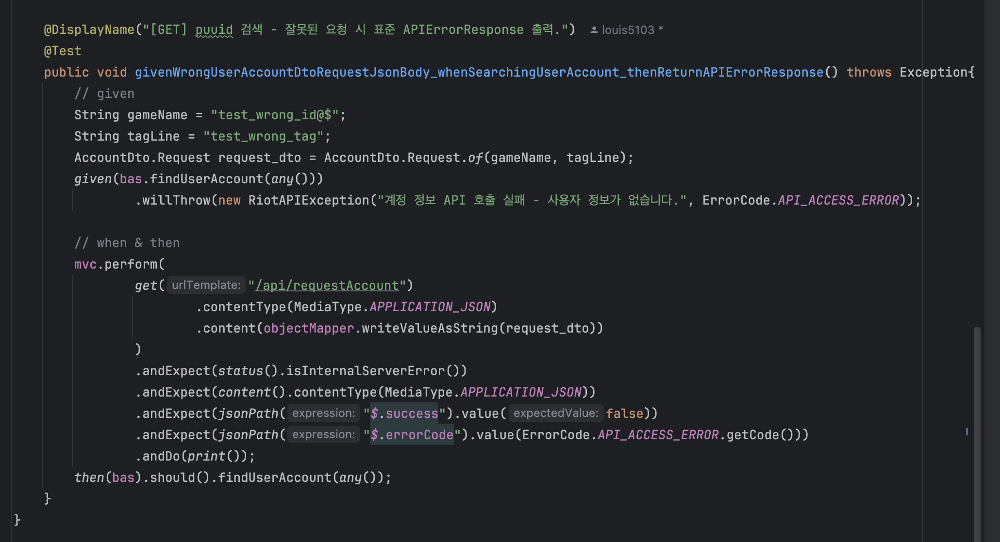 @DisplayName("[GET] puuid 검색 - 잘못된 요청 시 표준 APIErrorResponse 출력.") louis5103 *
@Test
public void givenWrongUserAccountDtoRequestJsonBody_whenSearchingUserAccount_thenReturnAPIErrorResponse() throws Exception{
// given
String gameName = "test_wrong_id@$";
String tagLine = "test_wrong_tag";
AccountDto.Request request_dto = AccountDto.Request.of(gameName, tagLine);
given(bas.findUserAccount(any()))
.willThrow(new RiotAPIException("계정 정보 API 호출 실패 - 사용자 정보가 없습니다.", ErrorCode.API_ACCESS_ERROR));
// when & then
mvc.perform(
get( urlTemplate: "/api/requestAccount")
.contentType(MediaType.APPLICATION_JSON)
.content(objectMapper.writeValueAsString(request_dto))
)
.andExpect(status().isInternalServerError())
.andExpect(content().contentType(MediaType.APPLICATION_JSON))
.andExpect(jsonPath( expression: "$.success").value( expectedValue: false))
.andExpect(jsonPath( expression: "$.errorCode").value(ErrorCode.API_ACCESS_ERROR.getCode()))
.andDo(print());
then(bas).should().findUserAccount(any());
}
}